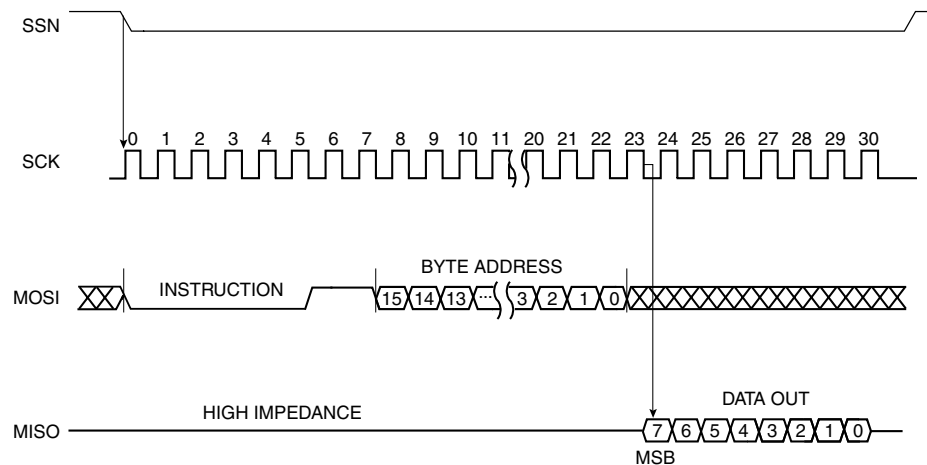 SSN
0 1 2 3 4 5 6 7 8 9 10 11 20 21 22 23 24 25 26 27 28 29 30
SCK
BYTE ADDRESS
MOSI
INSTRUCTION
15 14 13 ... 3 2 1 0
DATA OUT
HIGH IMPEDANCE
MISO
7 6 5 4 3 2 1 0
MSB